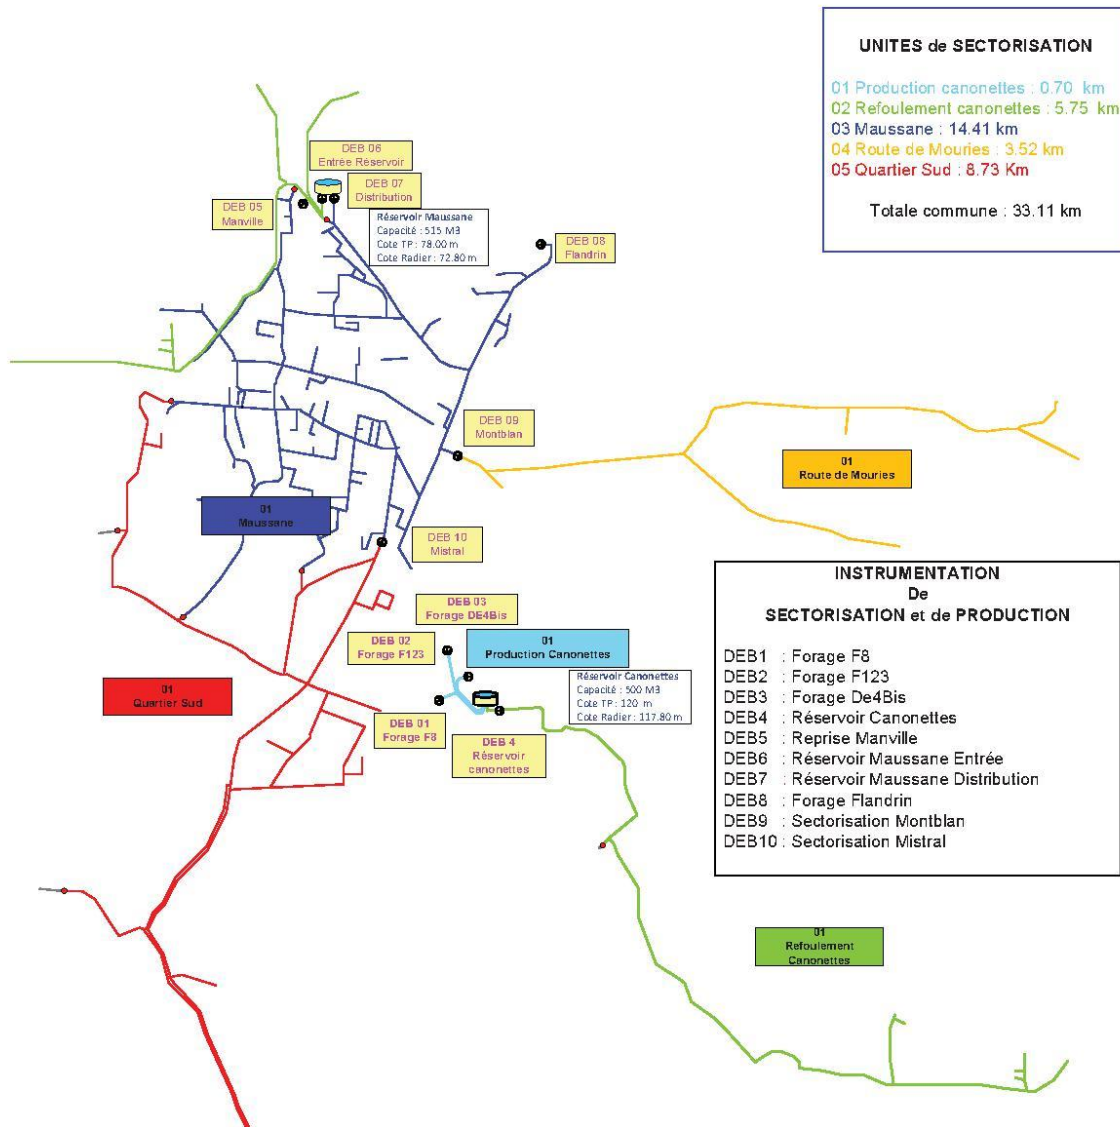 UNITES de SECTORISATION
01 Production canonettes : 0.70 km
02 Refoulement canonettes : 5.75 km
03 Maussane : 14.41 km
04 Route de Mouries : 3.52 km
05 Quartier Sud : 8.73 Km
Totale commune : 33.11 km
DEB 06
Entrée Réservoir
DEB 07
Distribution
DEB 05
Manville
Réservoir Maussane
Capacité : 515 M3
Cote TP : 78.00 m
Cote Radier : 72.80 m
DEB 08
Flandrin
DEB 09
Montblan
01
Route de Mouries
01
Maussane
DEB 10
Mistral
INSTRUMENTATION
De
SECTORISATION et de PRODUCTION
DEB1 : Forage F8
DEB2 : Forage F123
DEB3 : Forage De4Bis
DEB4 : Réservoir Canonettes
DEB5 : Reprise Manville
DEB6 : Réservoir Maussane Entrée
DEB7 : Réservoir Maussane Distribution
DEB8 : Forage Flandrin
DEB9 : Sectorisation Montblan
DEB10 : Sectorisation Mistral
DEB 03
Forage DE4Bis
DEB 02
Forage F123
01
Production Canonettes
Réservoir Canonettes
Capacité : 500 M3
Cote TP : 120 m
Cote Radier : 117.80 m
01
Quartier Sud
DEB 01
Forage F8
DEB 4
Réservoir
canonettes
01
Refoulement
Canonettes